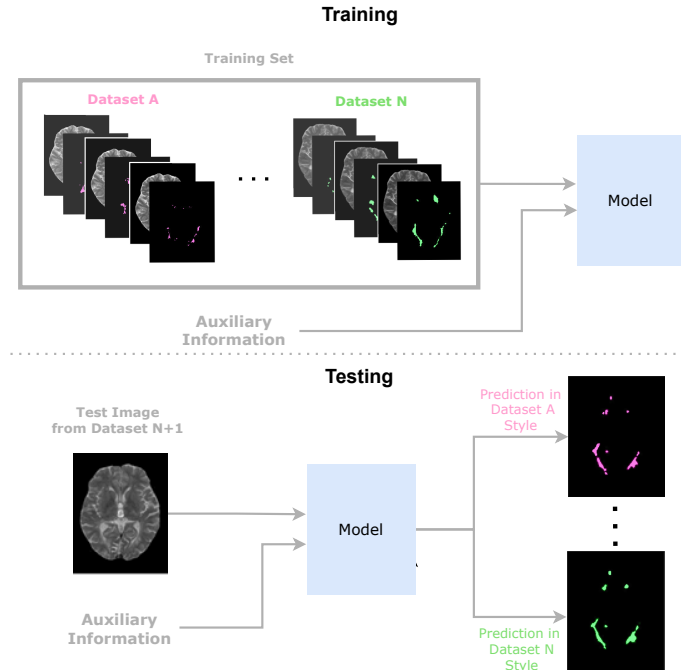 Training
Training Set
Dataset A
Dataset N
...
Model
Auxiliary
Information
Testing
Test Image
from Dataset N+1
Prediction in
Dataset A
Style
Model
Auxiliary
Information
Prediction in
Dataset N
Style